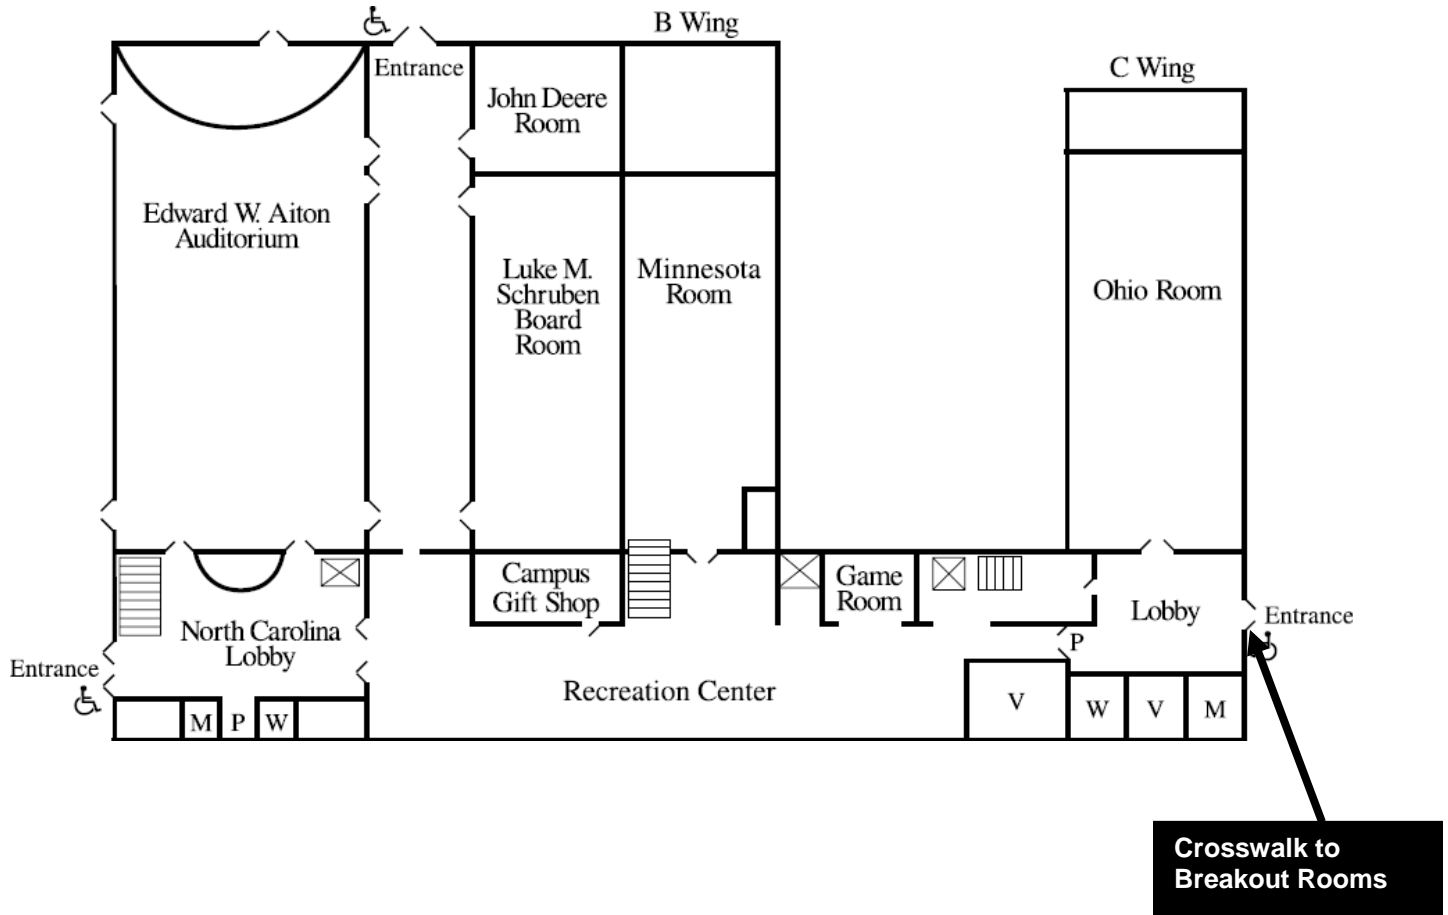 B Wing
Entrance
C Wing
John Deere
Room
Edward W. Aiton
Auditorium
Luke M.
Schruben
Board
Room
Minnesota
Room
Ohio Room
Campus
Gift Shop
Game
Room
North Carolina
Lobby
Lobby
Entrance
P
Entrance
Recreation Center
M
P
W
V
W
V
M
Crosswalk to
Breakout Rooms